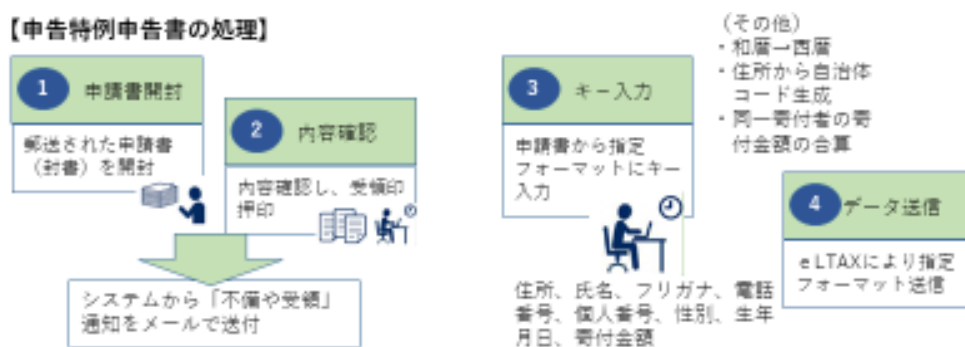 【申告特例申告書の処理】
1 申請書開封
郵送された申請書
（封書）を開封
2 内容確認
内容確認し、受領印
押印
システムから「不備や受領」
通知をメールで送付
3 キー入力
申請書から指定
フォーマットにキー
入力
住所、氏名、フリガナ、電話
番号、個人番号、性別、生年
月日、寄付金額
（その他）
・和暦→西暦
・住所から自治体
コード生成
・同一寄付者の寄
付金額の合算
4 データ送信
eLTAXにより指定
フォーマット送信